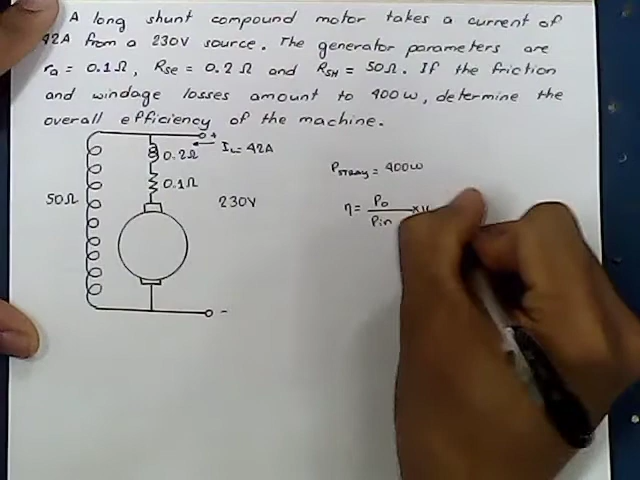 A long shunt compound motor takes a current of
42A from a 230V source. The generator parameters are
ra = 0.1Ω, RSE = 0.2Ω and RSH = 50Ω. If the friction
and windage losses amount to 400w, determine the
overall efficiency of the machine.
+
0.2Ω IL = 42A
PSTRAY = 400W
0.1Ω
50Ω 230V
η = Po / Pin ×
-